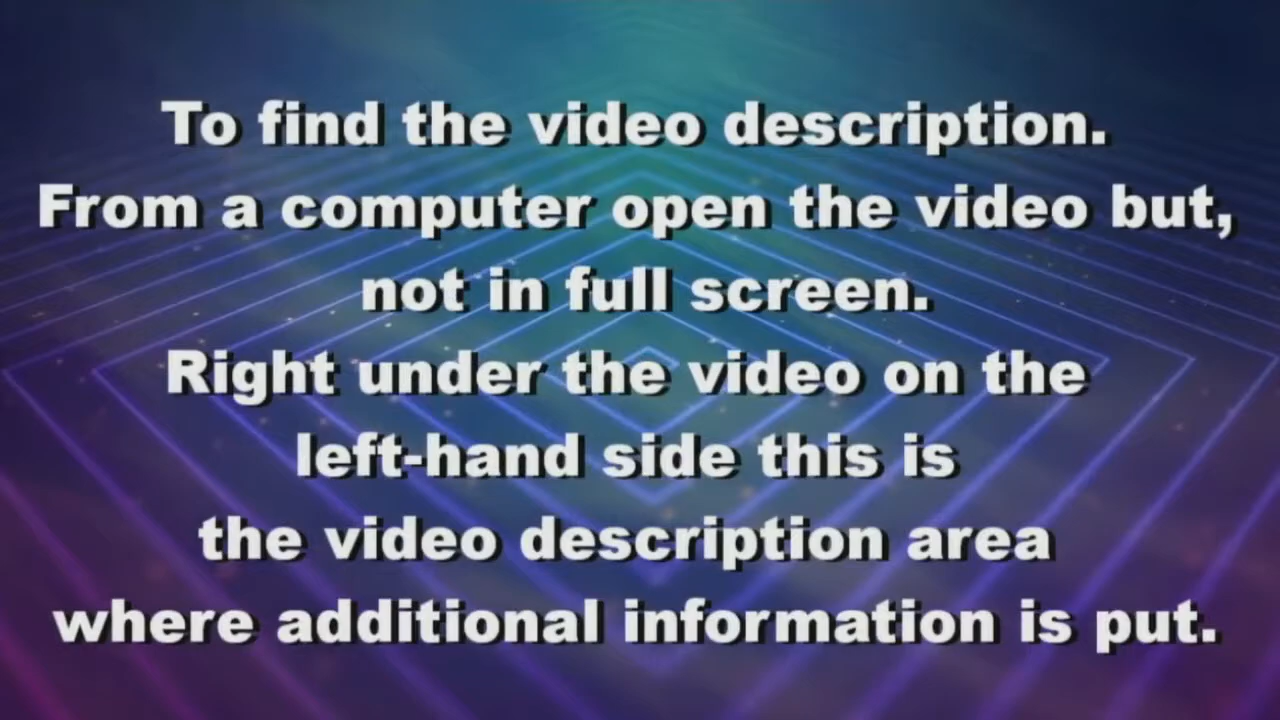 To find the video description.
From a computer open the video but,
not in full screen.
Right under the video on the
left-hand side this is
the video description area
where additional information is put.